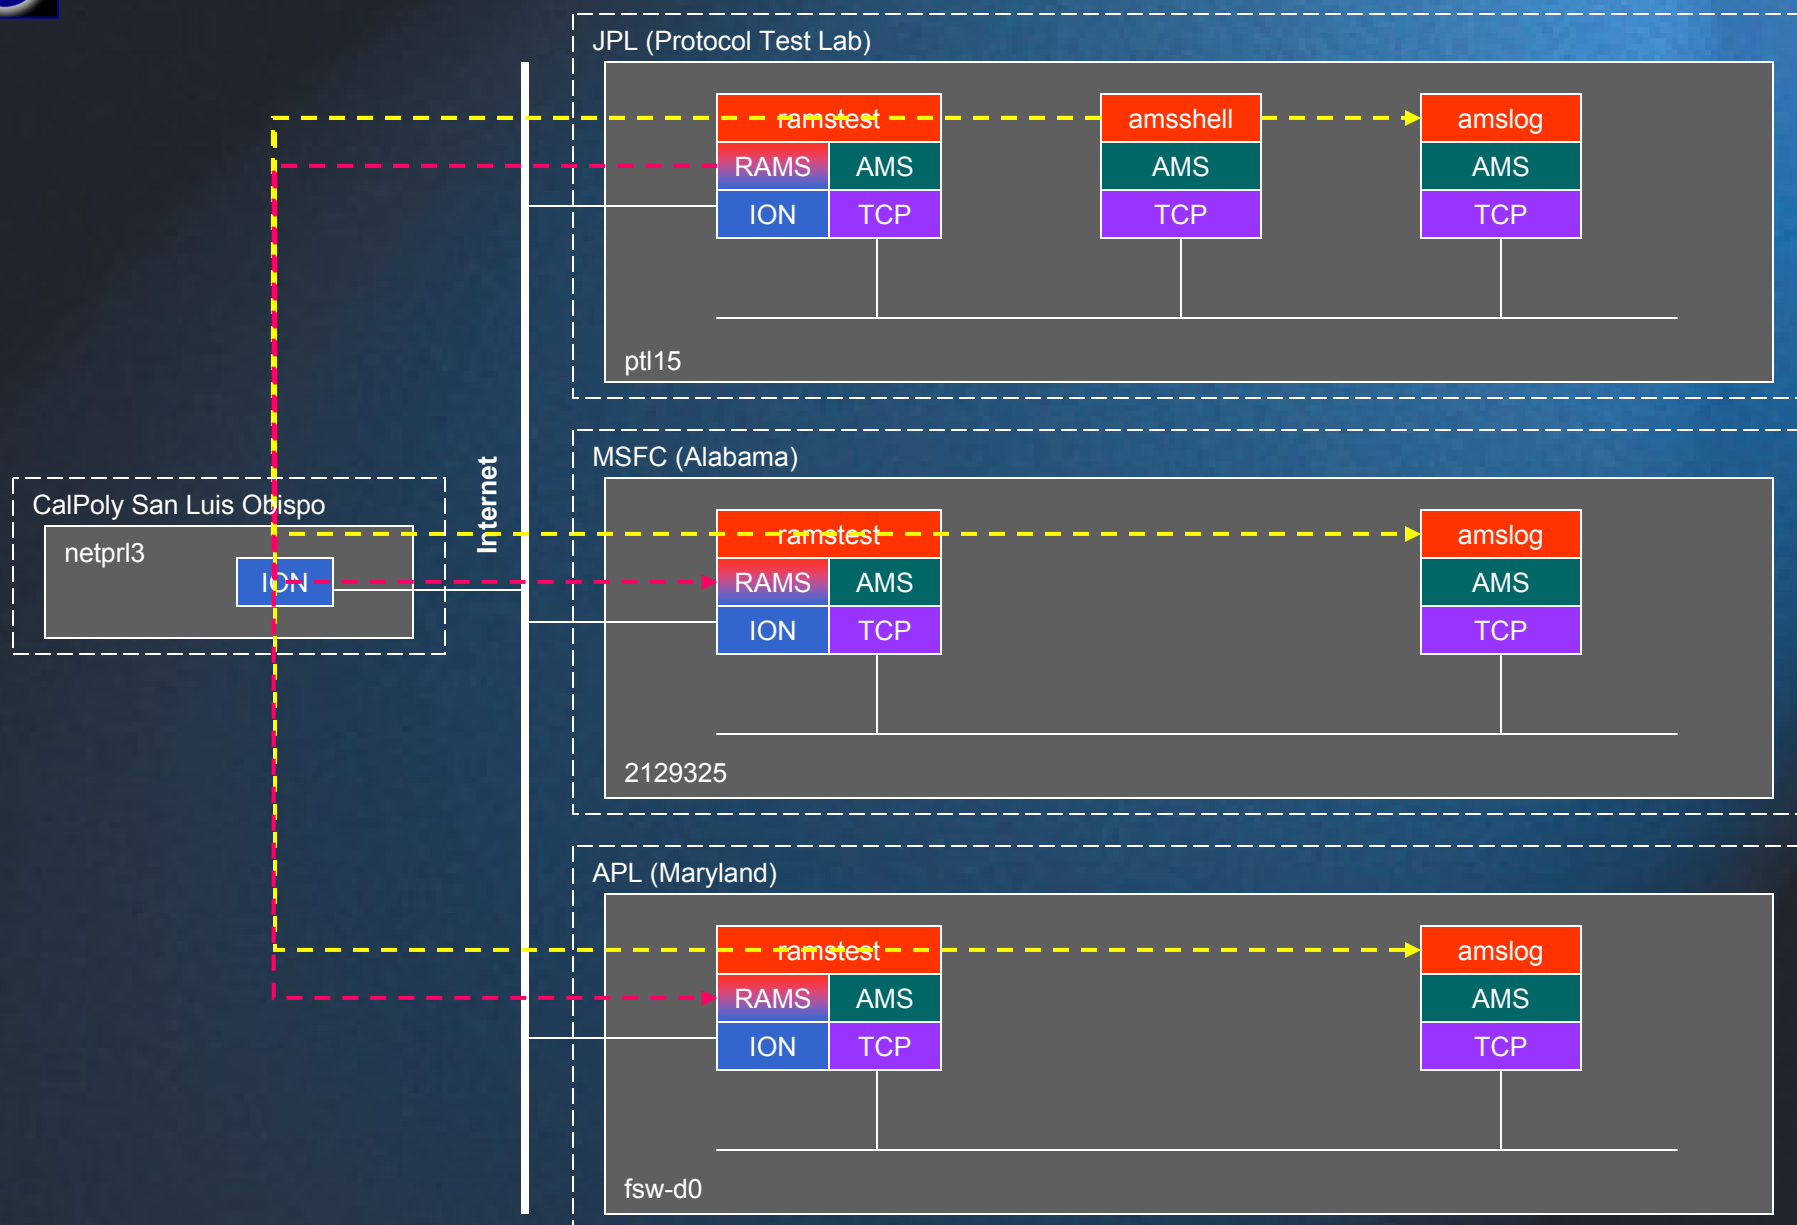 JPL (Protocol Test Lab)
ramstest
amsshell
amslog
RAMS AMS
AMS
AMS
ION TCP
TCP
TCP
ptl15
MSFC (Alabama)
Internet
CalPoly San Luis Obispo
netprl3
ION
ramstest
amslog
RAMS AMS
AMS
ION TCP
TCP
2129325
APL (Maryland)
ramstest
amslog
RAMS AMS
AMS
ION TCP
TCP
fsw-d0